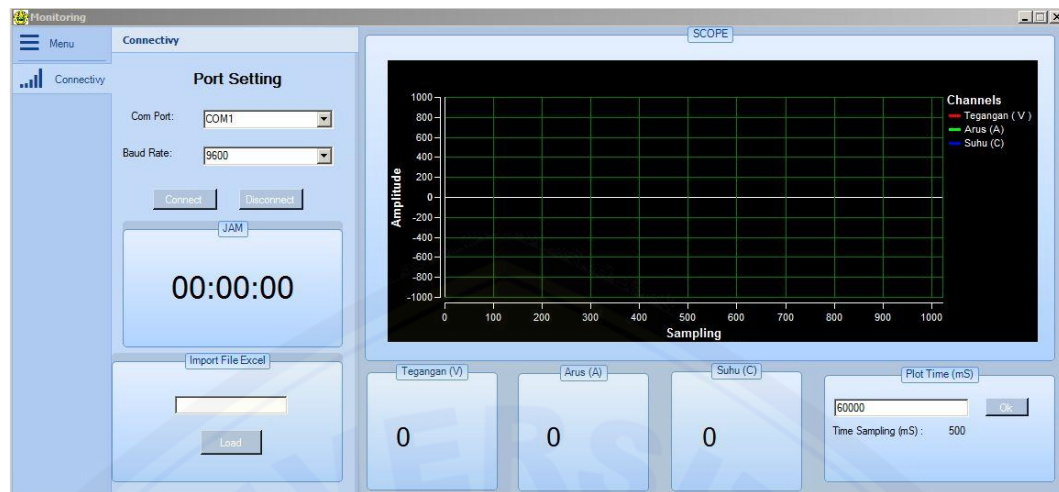 Monitoring
Menu
Connectivy
Connectivy
Port Setting
Com Port: COM1
Baud Rate: 9600
Connect Disconnect
JAM
00:00:00
Import File Excel
Load
SCOPE
Channels
Tegangan ( V )
Arus (A)
Suhu (C)
Amplitude
1000
800
600
400
200
0
-200
-400
-600
-800
-1000
0 100 200 300 400 500 600 700 800 900 1000
Sampling
Tegangan (V)
0
Arus (A)
0
Suhu (C)
0
Plot Time (mS)
60000 Ok
Time Sampling (mS) : 500